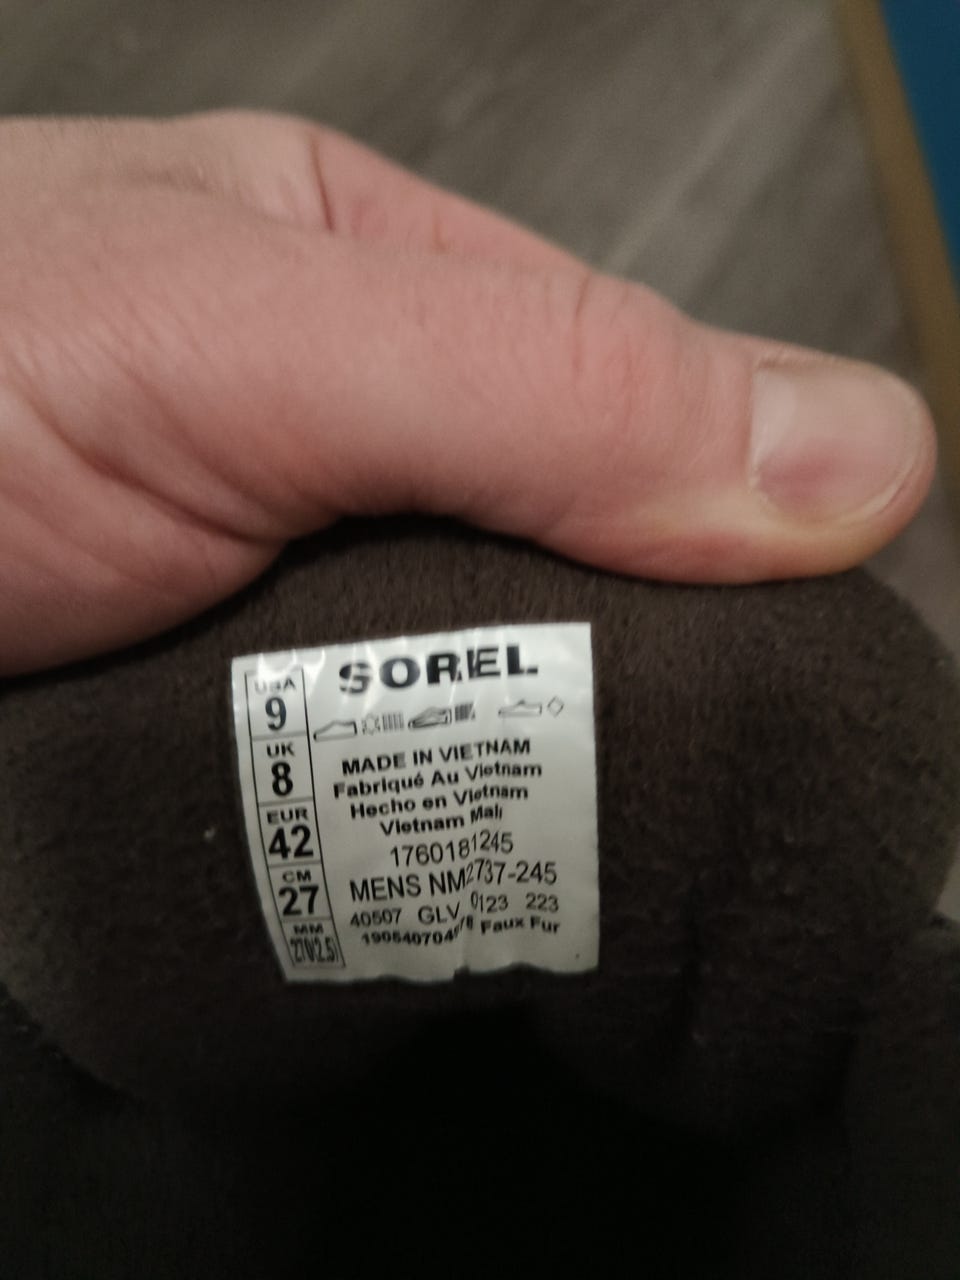 SOREL
USA
9
UK
8
EUR
42
CM
27
MM
270(2.5)
MADE IN VIETNAM
Fabriqué Au Vietnam
Hecho en Vietnam
Vietnam Malı
1760181245
MENS NM2737-245
40507 GLV 0123 223
Faux Fur